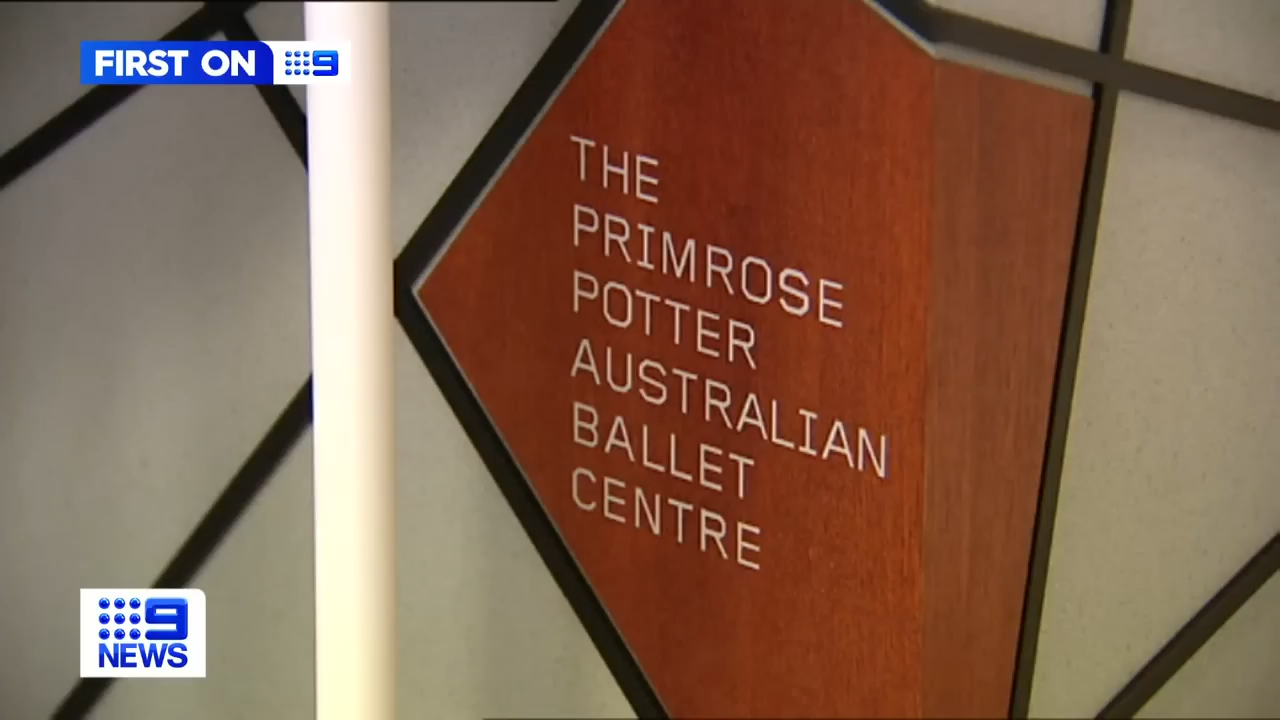 FIRST ON 9
THE
PRIMROSE
POTTER
AUSTRALIAN
BALLET
CENTRE
9
NEWS